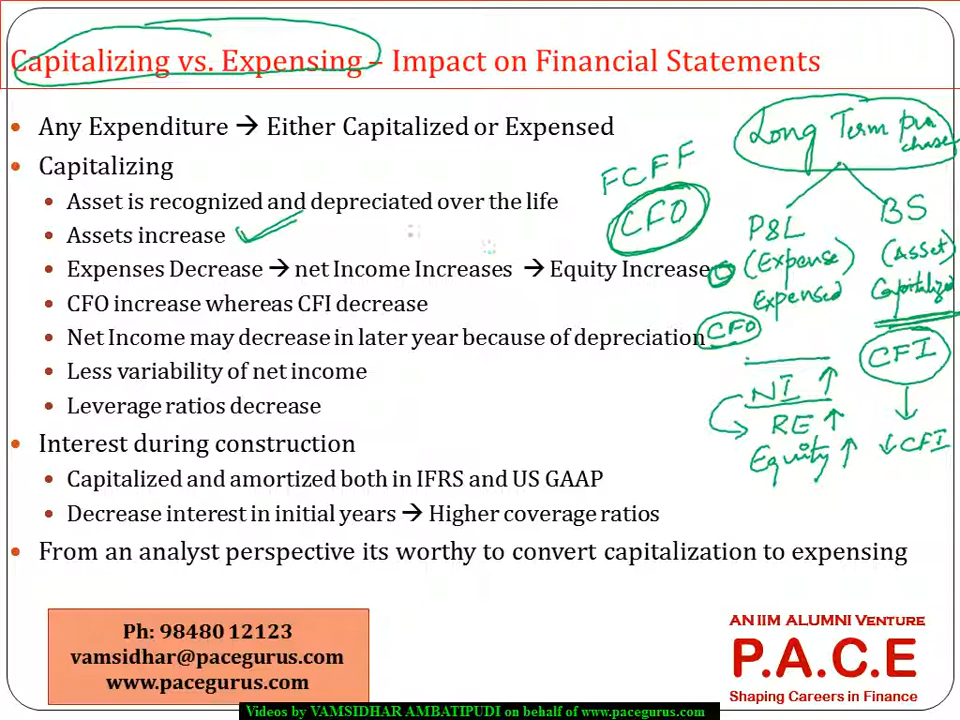 Capitalizing vs. Expensing – Impact on Financial Statements
Any Expenditure → Either Capitalized or Expensed
Capitalizing
Asset is recognized and depreciated over the life
Assets increase
Expenses Decrease → net Income Increases → Equity Increase
CFO increase whereas CFI decrease
Net Income may decrease in later year because of depreciation
Less variability of net income
Leverage ratios decrease
Interest during construction
Capitalized and amortized both in IFRS and US GAAP
Decrease interest in initial years → Higher coverage ratios
From an analyst perspective its worthy to convert capitalization to expensing
Long Term pur
chase
FCFF
CFO
P&L
(Expense)
Expensed
CFO
BS
(Asset)
Capitalized
CFI
↓CFI
NI ↑
RE ↑
Equity ↑
Ph: 98480 12123
vamsidhar@pacegurus.com
www.pacegurus.com
AN IIM ALUMNI VENTURE
P.A.C.E
Shaping Careers in Finance
Videos by VAMSIDHAR AMBATIPUDI on behalf of www.pacegurus.com